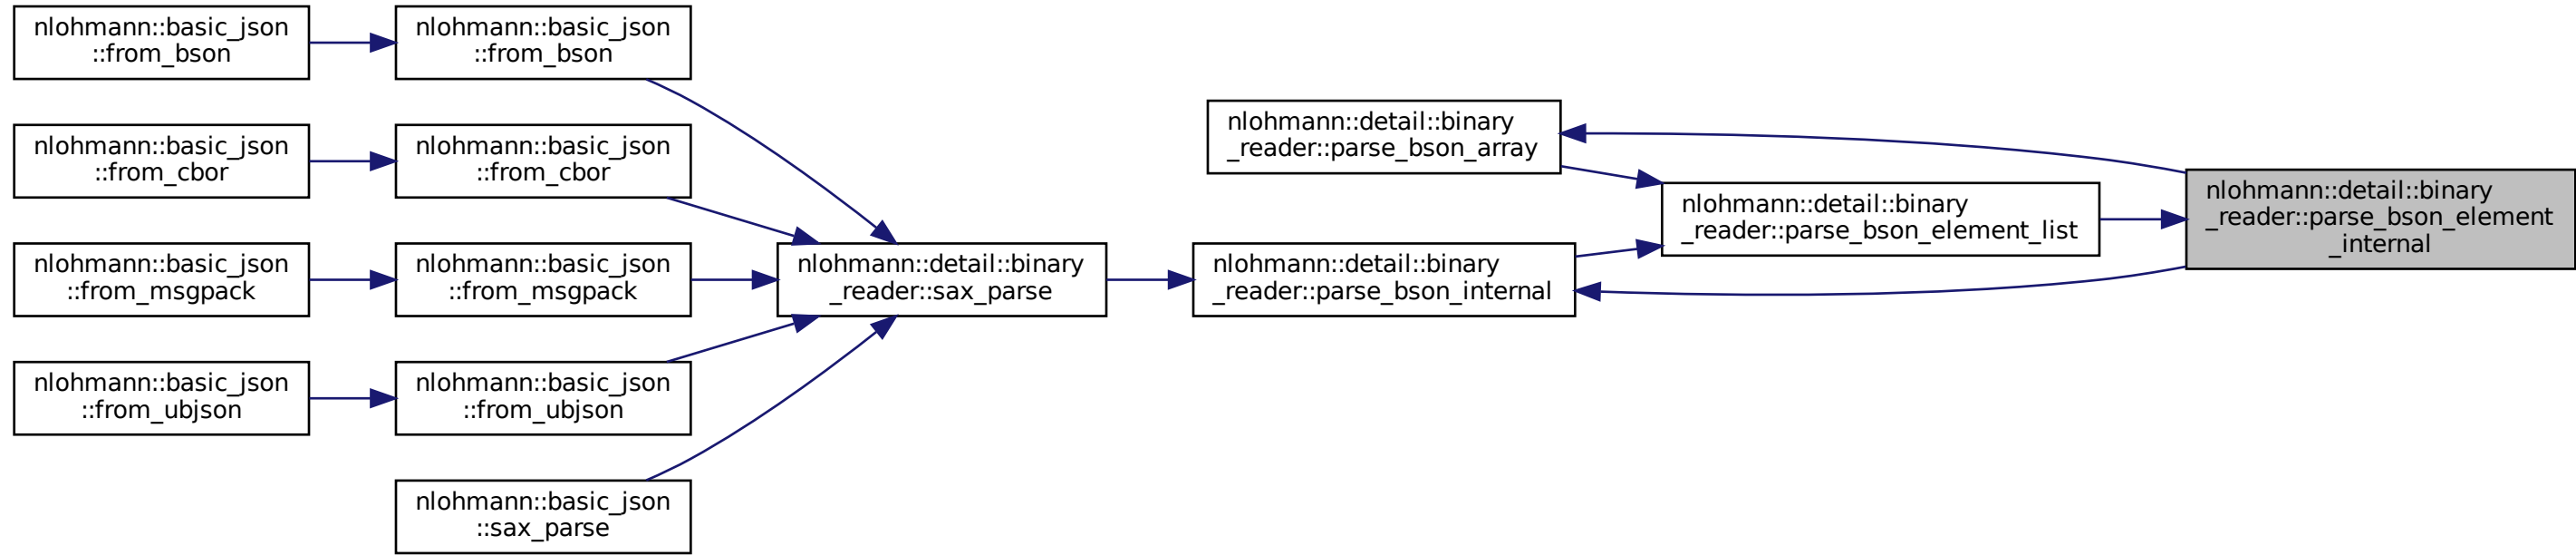 nlohmann::basic_json
::from_bson
nlohmann::basic_json
::from_bson
nlohmann::basic_json
::from_cbor
nlohmann::basic_json
::from_cbor
nlohmann::basic_json
::from_msgpack
nlohmann::basic_json
::from_msgpack
nlohmann::basic_json
::from_ubjson
nlohmann::basic_json
::from_ubjson
nlohmann::basic_json
::sax_parse
nlohmann::detail::binary
_reader::sax_parse
nlohmann::detail::binary
_reader::parse_bson_array
nlohmann::detail::binary
_reader::parse_bson_internal
nlohmann::detail::binary
_reader::parse_bson_element_list
nlohmann::detail::binary
_reader::parse_bson_element
_internal